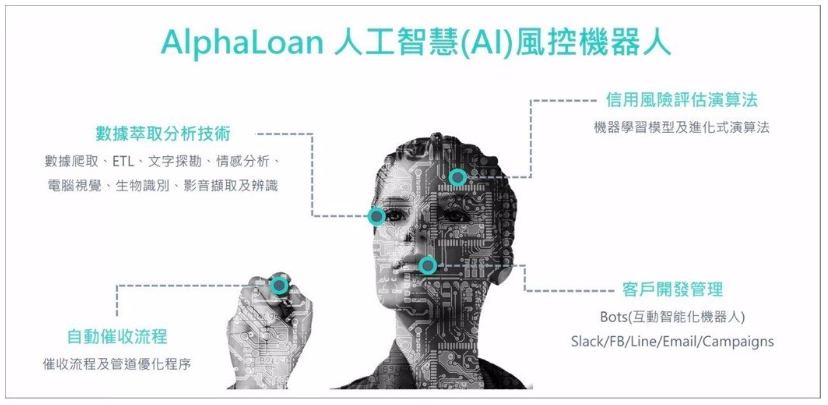 AlphaLoan 人工智慧(AI)風控機器人
數據萃取分析技術
數據爬取、ETL、文字探勘、情感分析、
電腦視覺、生物識別、影音擷取及辨識
信用風險評估演算法
機器學習模型及進化式演算法
自動催收流程
催收流程及管道優化程序
客戶開發管理
Bots(互動智能化機器人)
Slack/FB/Line/Email/Campaigns